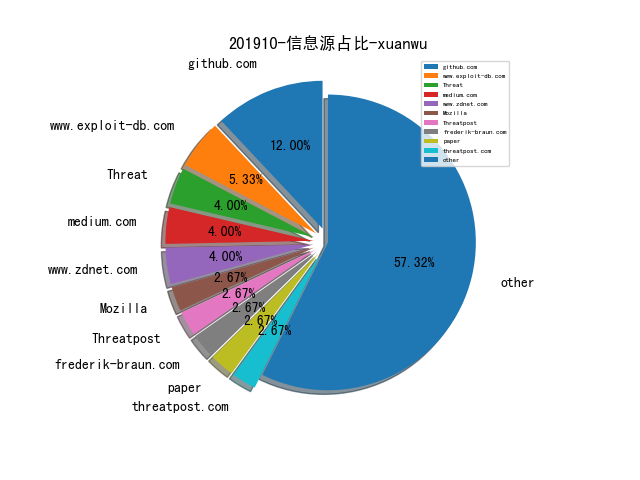 201910-信息源占比-xuanwu
github.com
www.exploit-db.com
Threat
medium.com
www.zdnet.com
Mozilla
Threatpost
frederik-braun.com
paper
threatpost.com
other
12.00%
5.33%
4.00%
4.00%
4.00%
2.67%
2.67%
2.67%
2.67%
2.67%
57.32%
github.com
www.exploit-db.com
Threat
medium.com
www.zdnet.com
Mozilla
Threatpost
frederik-braun.com
paper
threatpost.com
other